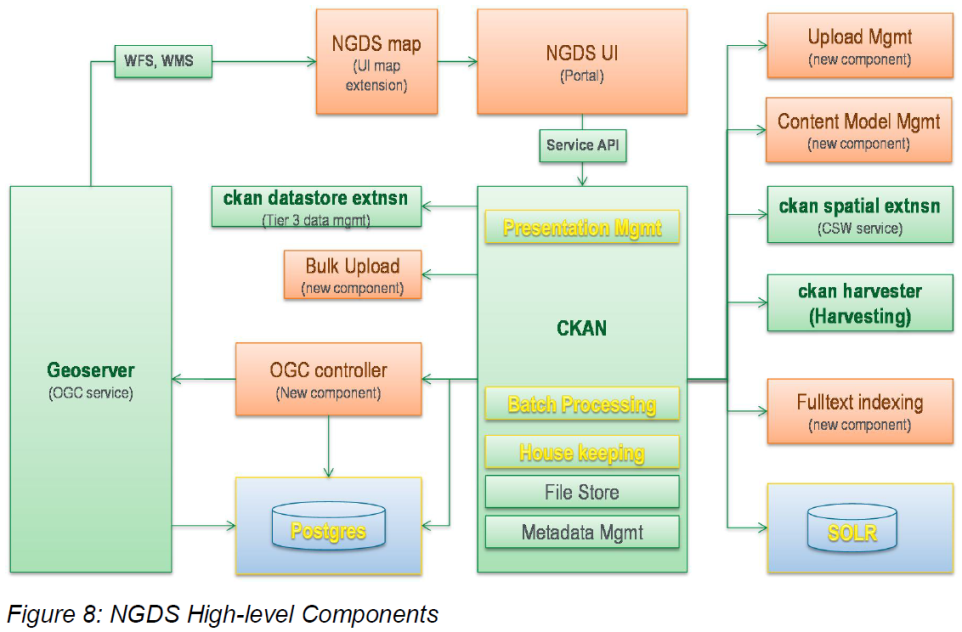 WFS, WMS
NGDS map
(UI map
extension)
NGDS UI
(Portal)
Upload Mgmt
(new component)
Service API
Content Model Mgmt
(new component)
ckan datastore extnsn
(Tier 3 data mgmt)
Presentation Mgmt
ckan spatial extnsn
(CSW service)
Bulk Upload
(new component)
ckan harvester
(Harvesting)
CKAN
Geoserver
(OGC service)
OGC controller
(New component)
Batch Processing
Fulltext indexing
(new component)
House keeping
File Store
Metadata Mgmt
Postgres
SOLR
Figure 8: NGDS High-level Components